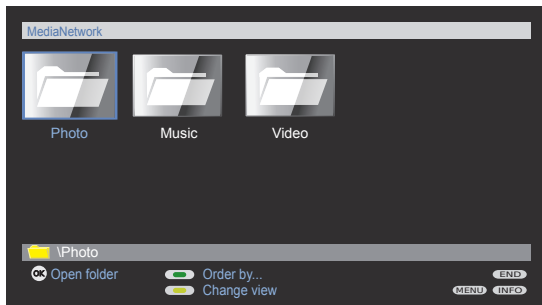 MediaNetwork
Photo Music Video
\Photo
OK Open folder Order by... END
Change view MENU INFO